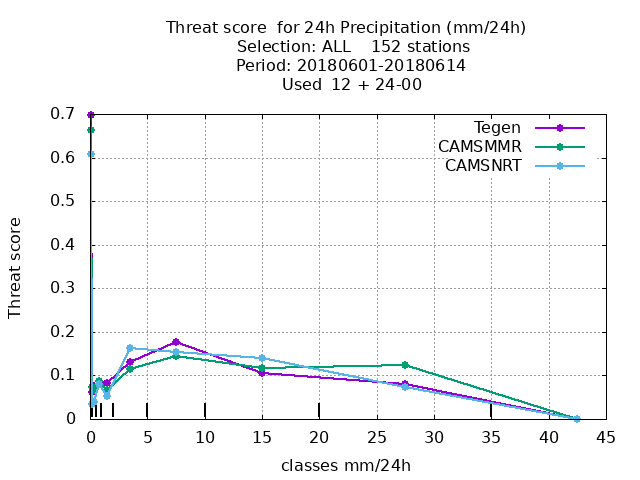 Threat score  for 24h Precipitation (mm/24h)
Selection: ALL    152 stations
Period: 20180601-20180614
Used  12 + 24-00
Tegen
CAMSMMR
CAMSNRT
Threat score
0.7
0.6
0.5
0.4
0.3
0.2
0.1
0
0 5 10 15 20 25 30 35 40 45
classes mm/24h